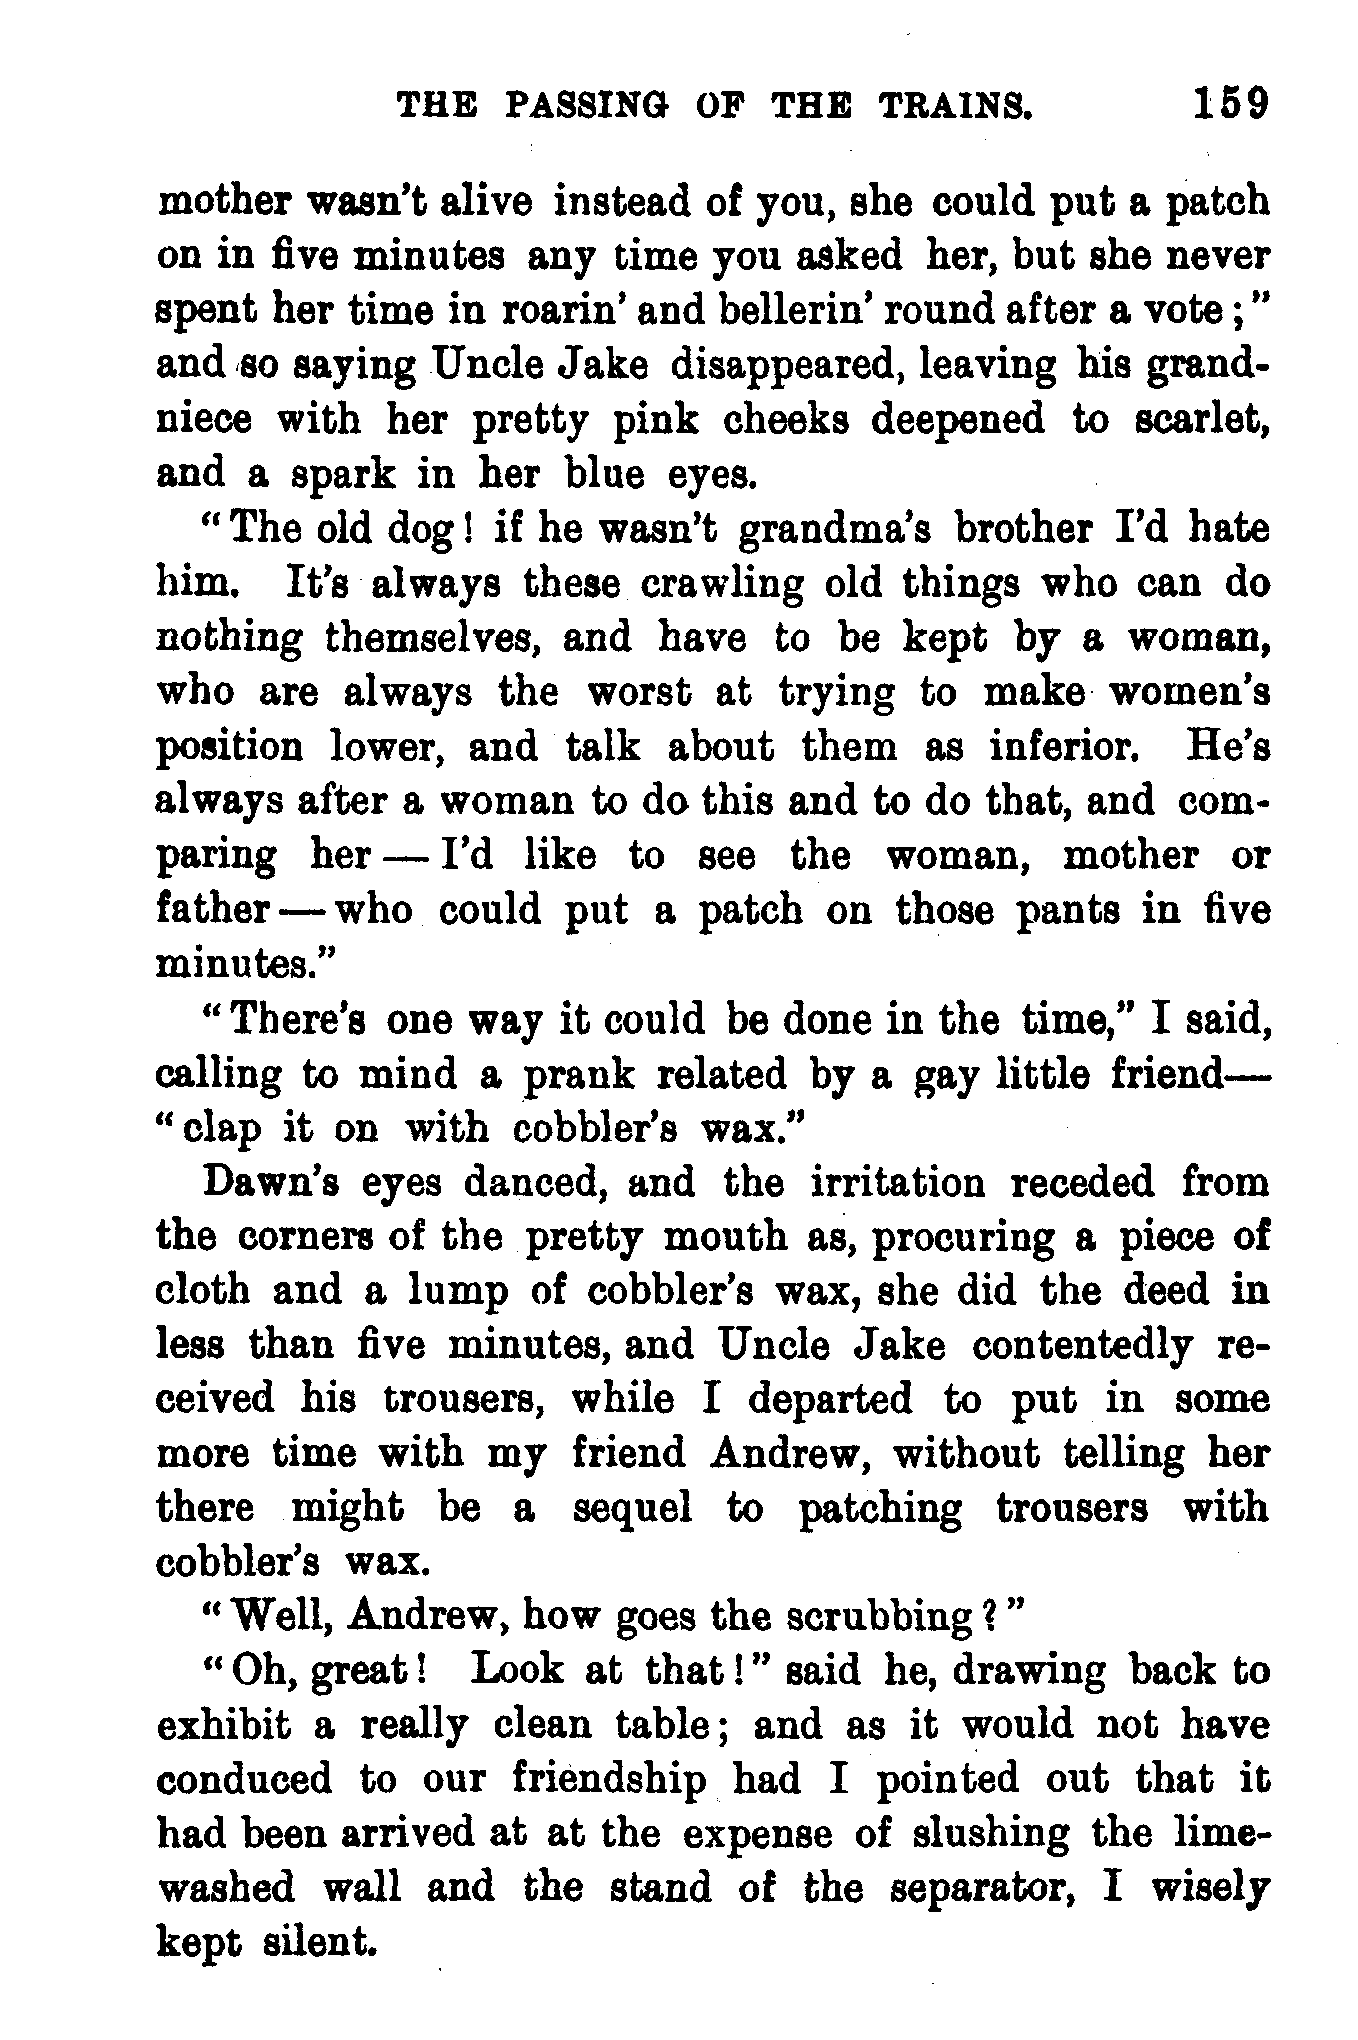 THE PASSING OF THE TRAINS. 159
mother wasn't alive instead of you, she could put a patch
on in five minutes any time you asked her, but she never
spent her time in roarin' and bellerin' round after a vote;"
and so saying Uncle Jake disappeared, leaving his grand-
niece with her pretty pink cheeks deepened to scarlet,
and a spark in her blue eyes.
"The old dog! if he wasn't grandma's brother I'd hate
him. It's always these crawling old things who can do
nothing themselves, and have to be kept by a woman,
who are always the worst at trying to make women's
position lower, and talk about them as inferior. He's
always after a woman to do this and to do that, and com-
paring her — I'd like to see the woman, mother or
father — who could put a patch on those pants in five
minutes."
"There's one way it could be done in the time," I said,
calling to mind a prank related by a gay little friend—
"clap it on with cobbler's wax."
Dawn's eyes danced, and the irritation receded from
the corners of the pretty mouth as, procuring a piece of
cloth and a lump of cobbler's wax, she did the deed in
less than five minutes, and Uncle Jake contentedly re-
ceived his trousers, while I departed to put in some
more time with my friend Andrew, without telling her
there might be a sequel to patching trousers with
cobbler's wax.
"Well, Andrew, how goes the scrubbing?"
"Oh, great! Look at that!" said he, drawing back to
exhibit a really clean table; and as it would not have
conduced to our friendship had I pointed out that it
had been arrived at at the expense of slushing the lime-
washed wall and the stand of the separator, I wisely
kept silent.